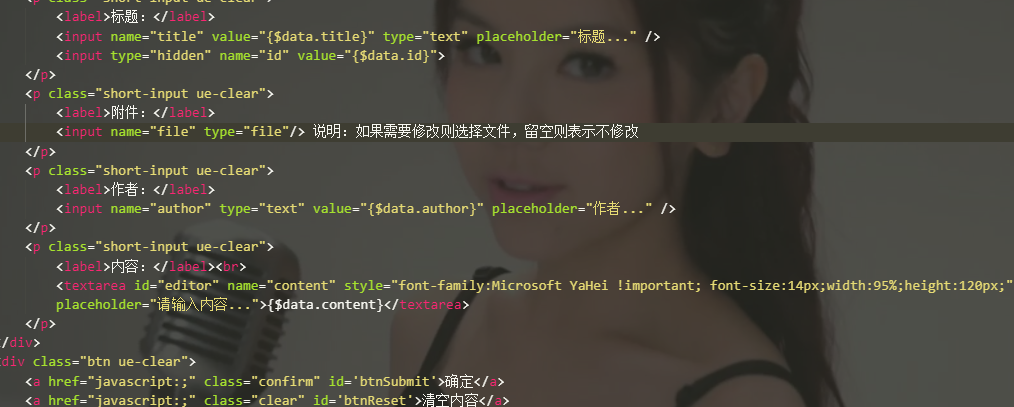 <p class="short-input ue-clear">
<label>标题：</label>
<input name="title" value="{$data.title}" type="text" placeholder="标题..." />
<input type="hidden" name="id" value="{$data.id}">
</p>
<p class="short-input ue-clear">
<label>附件：</label>
<input name="file" type="file"/> 说明：如果需要修改则选择文件，留空则表示不修改
</p>
<p class="short-input ue-clear">
<label>作者：</label>
<input name="author" type="text" value="{$data.author}" placeholder="作者..." />
</p>
<p class="short-input ue-clear">
<label>内容：</label><br>
<textarea id="editor" name="content" style="font-family:Microsoft YaHei !important; font-size:14px;width:95%;height:120px;"
placeholder="请输入内容...">{$data.content}</textarea>
</p>
</div>
div class="btn ue-clear">
<a href="javascript:;" class="confirm" id='btnSubmit'>确定</a>
<a href="javascript:;" class="clear" id='btnReset'>清空内容</a>